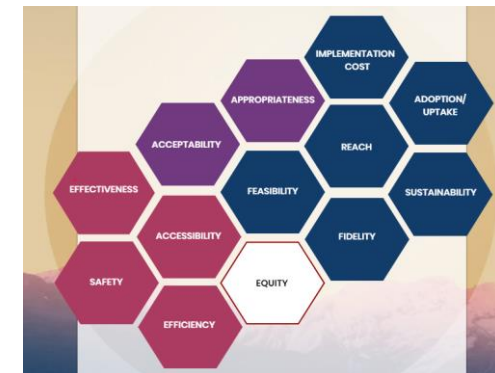 IMPLEMENTATION
COST
APPROPRIATENESS
ADOPTION/
UPTAKE
ACCEPTABILITY
REACH
EFFECTIVENESS
FEASIBILITY
SUSTAINABILITY
ACCESSIBILITY
FIDELITY
SAFETY
EQUITY
EFFICIENCY